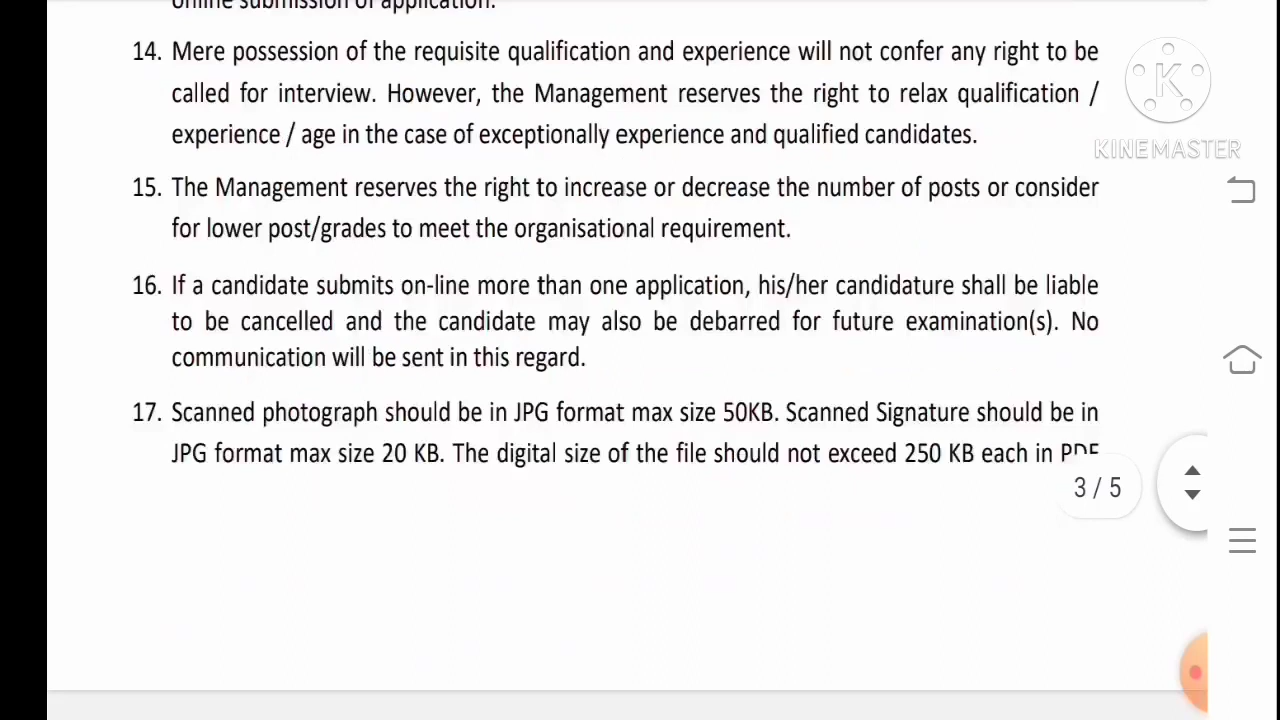 online submission of application.
14. Mere possession of the requisite qualification and experience will not confer any right to be
called for interview. However, the Management reserves the right to relax qualification /
experience / age in the case of exceptionally experience and qualified candidates.
15. The Management reserves the right to increase or decrease the number of posts or consider
for lower post/grades to meet the organisational requirement.
16. If a candidate submits on-line more than one application, his/her candidature shall be liable
to be cancelled and the candidate may also be debarred for future examination(s). No
communication will be sent in this regard.
17. Scanned photograph should be in JPG format max size 50KB. Scanned Signature should be in
JPG format max size 20 KB. The digital size of the file should not exceed 250 KB each in PDF
3 / 5
K
KINEMASTER